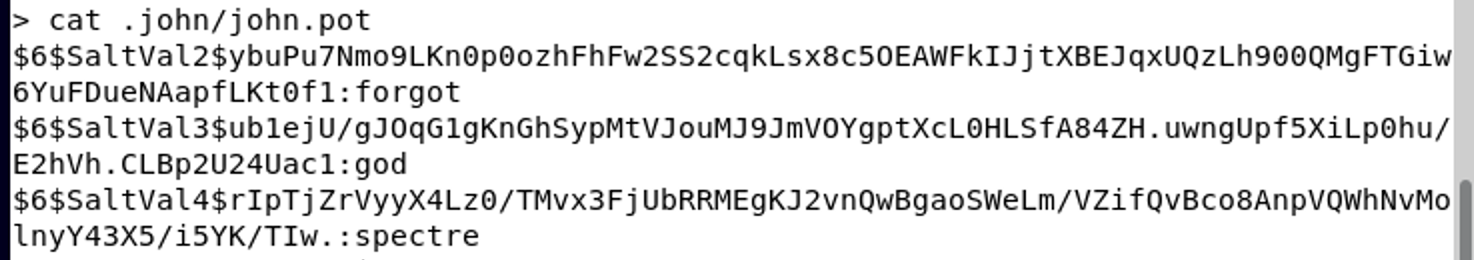 > cat .john/john.pot
$6$SaltVal2$ybuPu7Nmo9LKn0p0ozhFhFw2SS2cqkLsx8c5OEAWFkIJjtXBEJqxUQzLh900QMgFTGiw
6YuFDueNAapfLKt0f1:forgot
$6$SaltVal3$ub1ejU/gJOqG1gKnGhSypMtVJouMJ9JmVOYgptXcL0HLSfA84ZH.uwngUpf5XiLp0hu/
E2hVh.CLBp2U24Uac1:god
$6$SaltVal4$rIpTjZrVyyX4Lz0/TMvx3FjUbRRMEgKJ2vnQwBgaoSWeLm/VZifQvBco8AnpVQWhNvMo
lnyY43X5/i5YK/TIw.:spectre